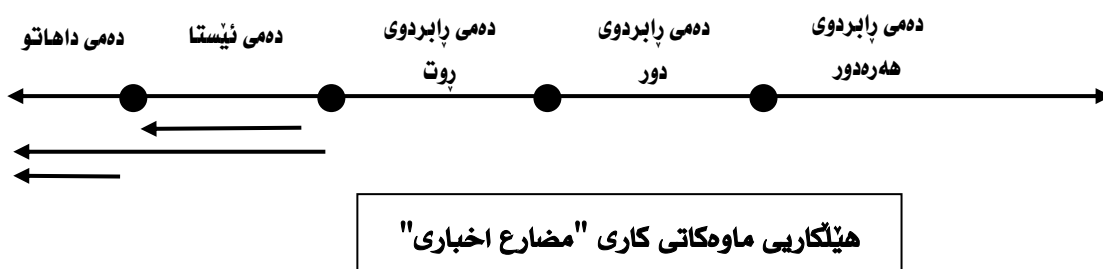 دەمی ڕابردوی
هەرەدور
دەمی ڕابردوی
دور
دەمی ڕابردوی
ڕوت
دەمی ئێستا
دەمی داهاتو
هێڵکاریی ماوەکاتی کاری "مضارع اخباری"